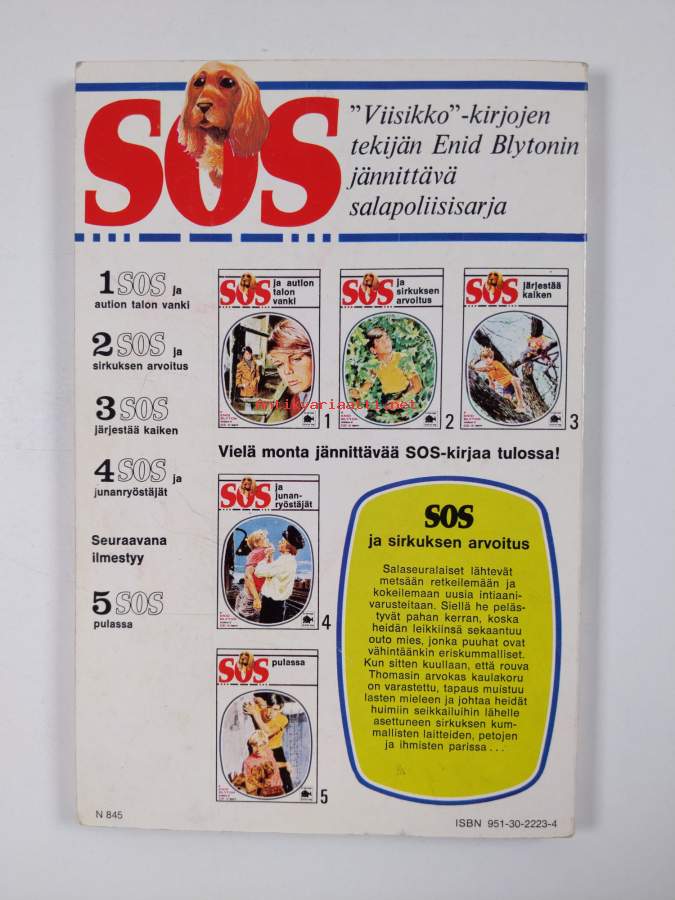 SOS
"Viisikko"-kirjojen
tekijän Enid Blytonin
jännittävä
salapoliisisarja
1 SOS ja
aution talon vanki
2 SOS ja
sirkuksen arvoitus
3 SOS
järjestää kaiken
4 SOS ja
junanryöstäjät
Seuraavana
ilmestyy
5 SOS
pulassa
SOS
ja aution
talon
vanki
1
SOS
ja
sirkuksen
arvoitus
2
SOS
järjestää
kaiken
3
antikvariaatti.net
Vielä monta jännittävää SOS-kirjaa tulossa!
SOS
ja
junan-
ryöstäjät
4
SOS
pulassa
5
SOS
ja sirkuksen arvoitus
Salaseuralaiset lähtevät
metsään retkeilemään ja
kokeilemaan uusia intiaani-
varusteitaan. Siellä he peläs-
tyvät pahan kerran, koska
heidän leikkiinsä sekaantuu
outo mies, jonka puuhat ovat
vähintäänkin eriskummalliset.
Kun sitten kuullaan, että rouva
Thomasin arvokas kaulakoru
on varastettu, tapaus muistuu
lasten mieleen ja johtaa heidät
huimiin seikkailuihin lähelle
asettuneen sirkuksen kum-
mallisten laitteiden, petojen
ja ihmisten parissa...
N 845
ISBN 951-30-2223-4